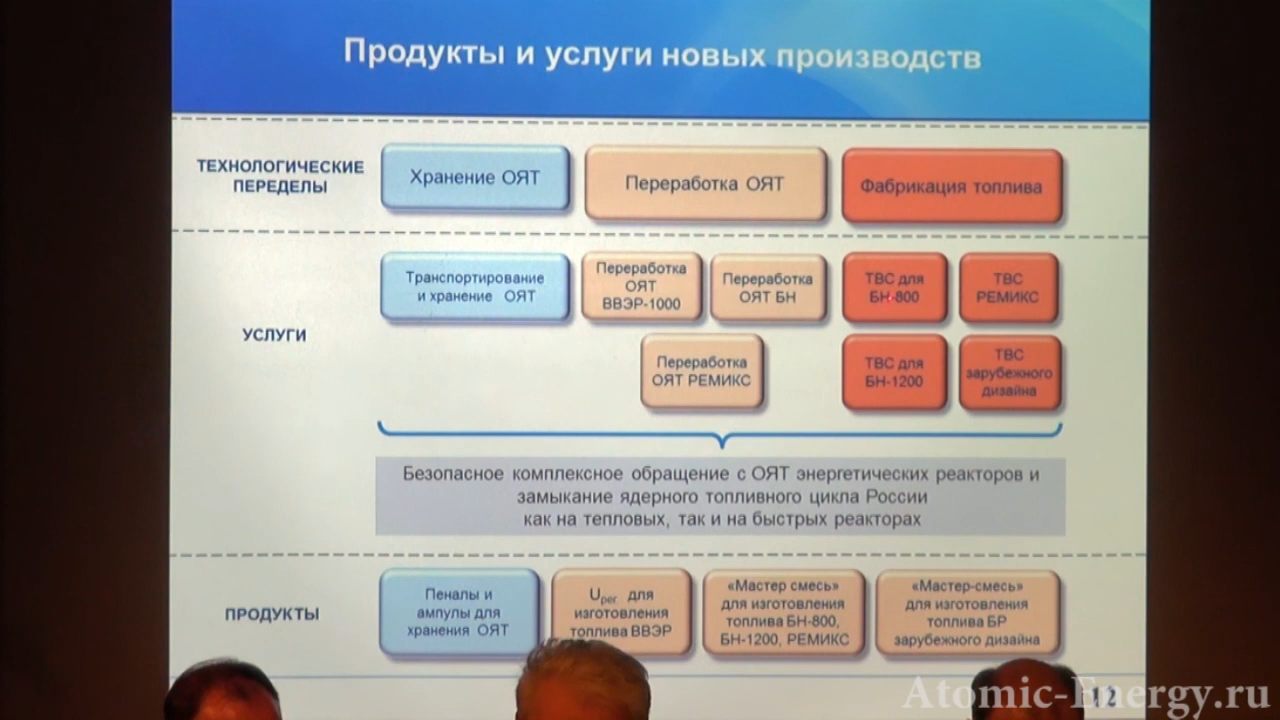 Продукты и услуги новых производств
ТЕХНОЛОГИЧЕСКИЕ
ПЕРЕДЕЛЫ
Хранение ОЯТ
Переработка ОЯТ
Фабрикация топлива
УСЛУГИ
Транспортирование
и хранение ОЯТ
Переработка
ОЯТ
ВВЭР-1000
Переработка
ОЯТ БН
ТВС для
БН-800
ТВС
РЕМИКС
Переработка
ОЯТ РЕМИКС
ТВС для
БН-1200
ТВС
зарубежного
дизайна
Безопасное комплексное обращение с ОЯТ энергетических реакторов и
замыкание ядерного топливного цикла России
как на тепловых, так и на быстрых реакторах
ПРОДУКТЫ
Пеналы и
ампулы для
хранения ОЯТ
Uрег для
изготовления
топлива ВВЭР
«Мастер смесь»
для изготовления
топлива БН-800,
БН-1200, РЕМИКС
«Мастер-смесь»
для изготовления
топлива БР
зарубежного дизайна
12
Atomic-Energy.ru